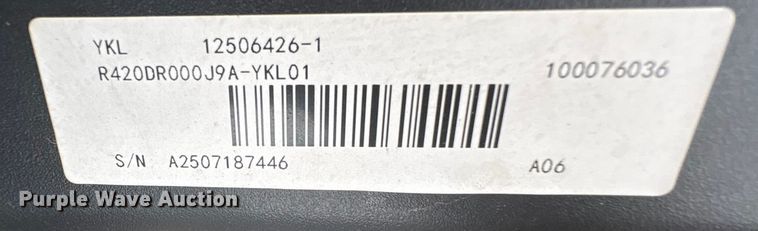 YKL 12506426-1
R420DR000J9A-YKL01 100076036
S/N A2507187446 A06
Purple Wave Auction